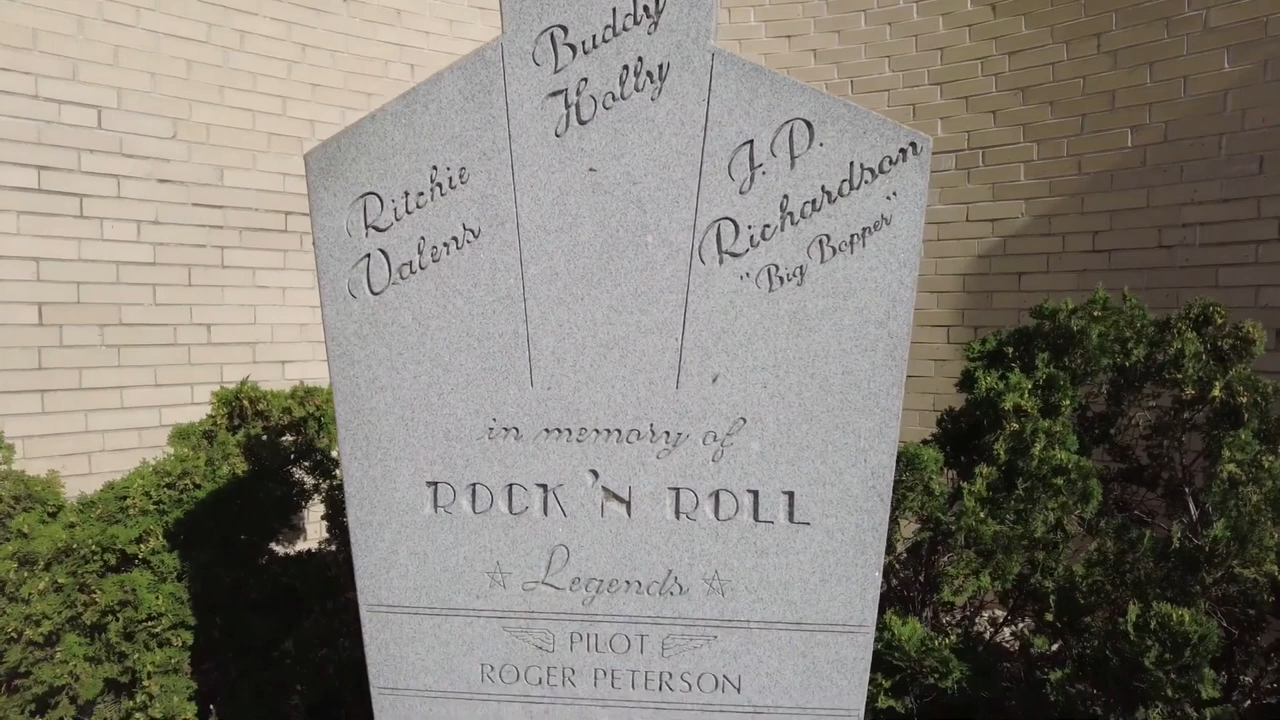 Buddy
Holly
Ritchie
Valens
J.P.
Richardson
"Big Bopper"
in memory of
ROCK 'N ROLL
Legends
PILOT
ROGER PETERSON